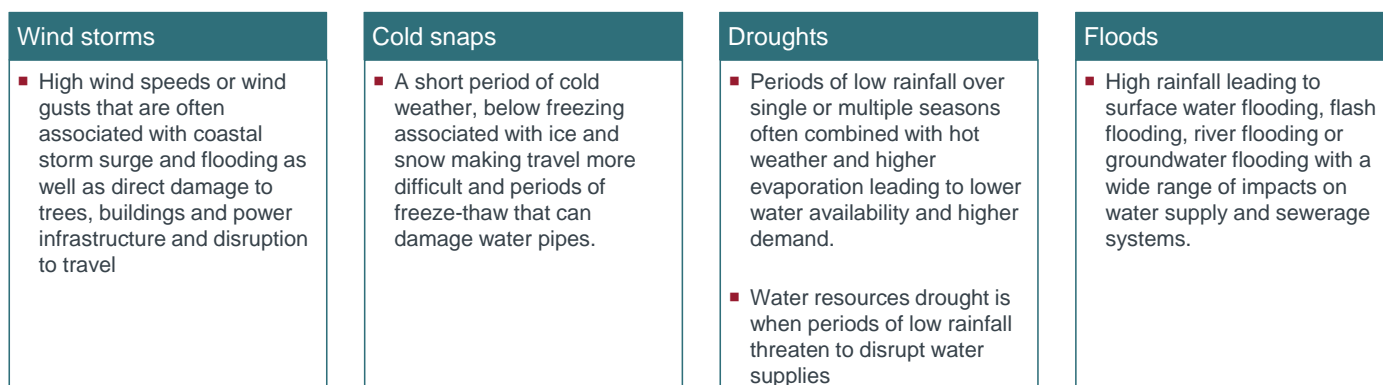 Wind storms
■ High wind speeds or wind
gusts that are often
associated with coastal
storm surge and flooding as
well as direct damage to
trees, buildings and power
infrastructure and disruption
to travel
Cold snaps
■ A short period of cold
weather, below freezing
associated with ice and
snow making travel more
difficult and periods of
freeze-thaw that can
damage water pipes.
Droughts
■ Periods of low rainfall over
single or multiple seasons
often combined with hot
weather and higher
evaporation leading to lower
water availability and higher
demand.
■ Water resources drought is
when periods of low rainfall
threaten to disrupt water
supplies
Floods
■ High rainfall leading to
surface water flooding, flash
flooding, river flooding or
groundwater flooding with a
wide range of impacts on
water supply and sewerage
systems.